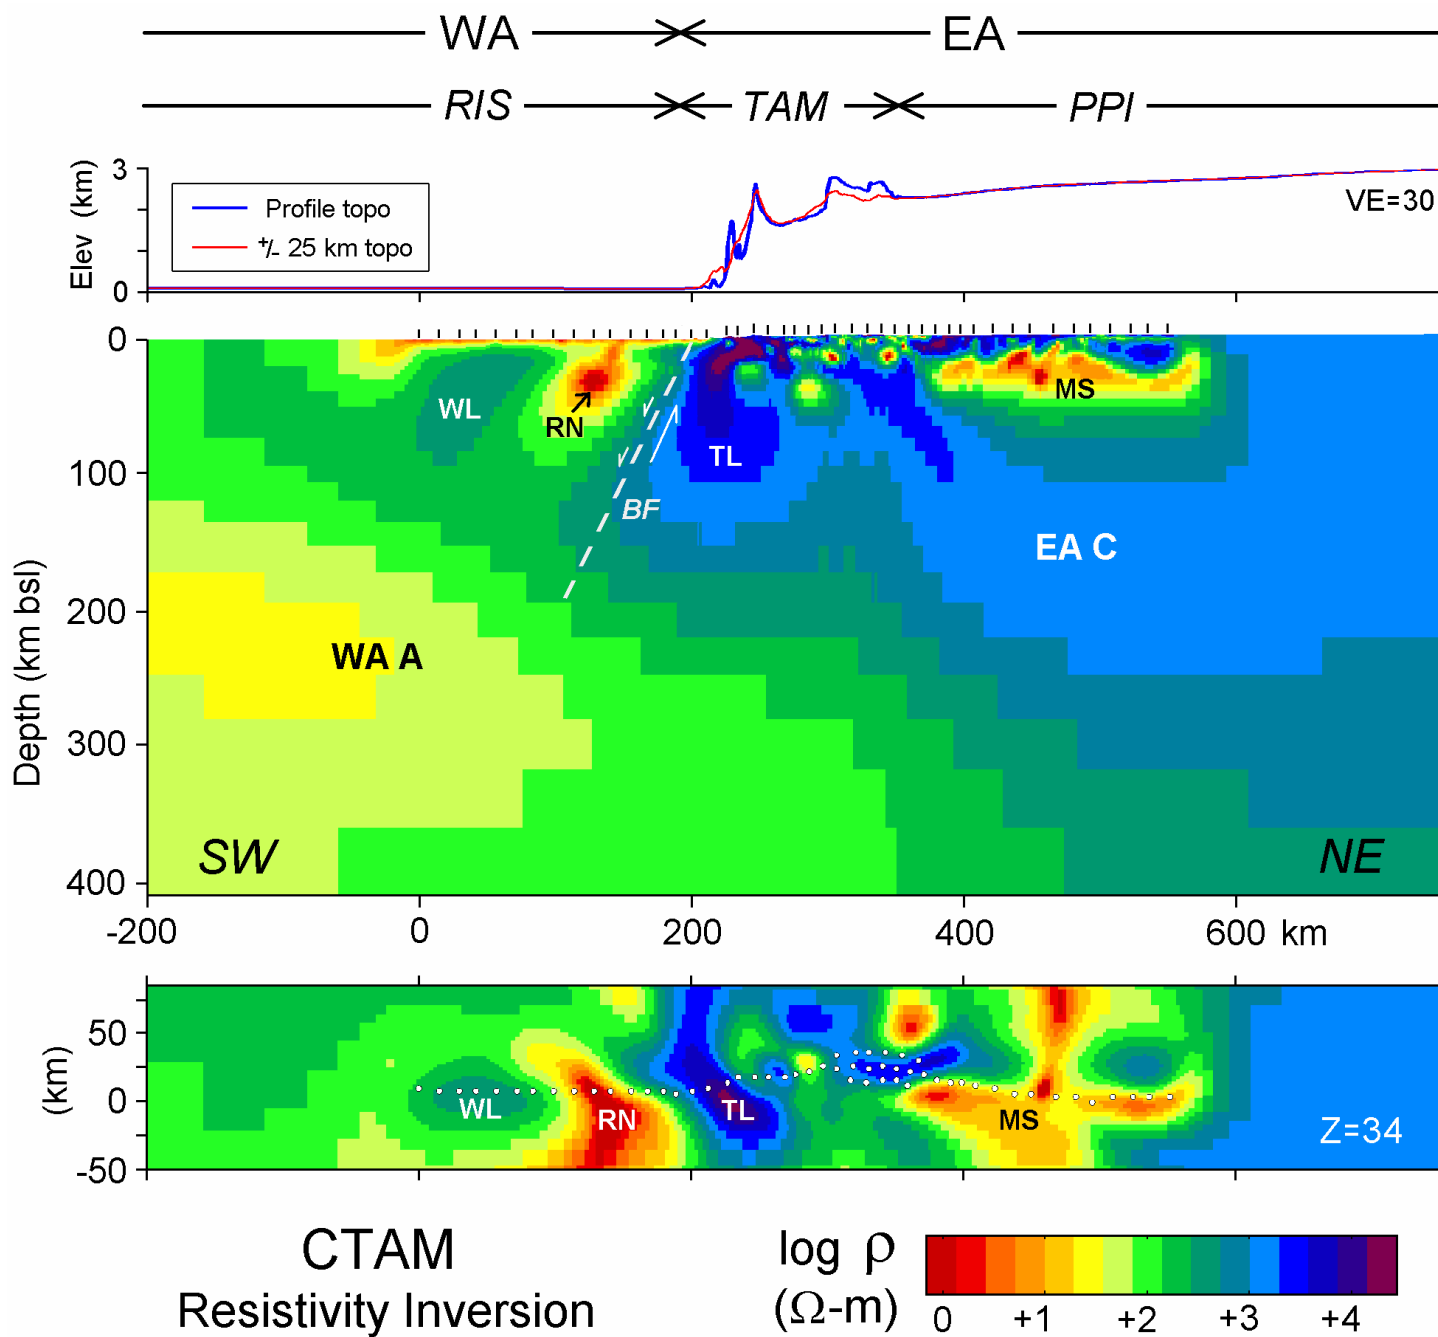 WA EA
RIS TAM PPI
Elev (km)
3
0
Profile topo
+/- 25 km topo
VE=30
Depth (km bsl)
0
100
200
300
400
WL
RN
BF
TL
MS
EA C
WA A
SW
NE
-200 0 200 400 600 km
(km)
50
0
-50
WL
RN
TL
MS
Z=34
CTAM
Resistivity Inversion
log ρ
(Ω-m)
0 +1 +2 +3 +4